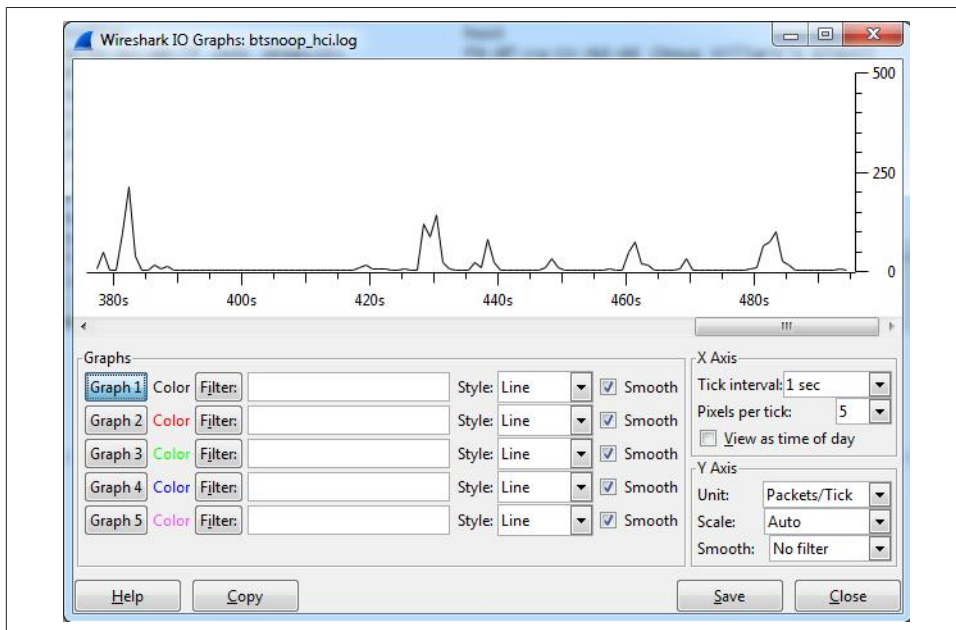 Wireshark IO Graphs: btsnoop_hci.log
500
250
0
380s 400s 420s 440s 460s 480s
Graphs
Graph 1 Color Filter: Style: Line Smooth
Graph 2 Color Filter: Style: Line Smooth
Graph 3 Color Filter: Style: Line Smooth
Graph 4 Color Filter: Style: Line Smooth
Graph 5 Color Filter: Style: Line Smooth
X Axis
Tick interval: 1 sec
Pixels per tick: 5
View as time of day
Y Axis
Unit: Packets/Tick
Scale: Auto
Smooth: No filter
Help Copy Save Close